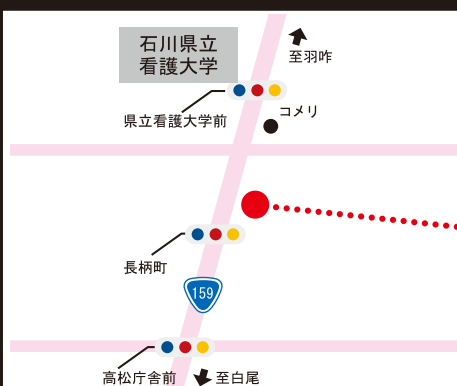 石川県立
看護大学
至羽咋
コメリ
県立看護大学前
長柄町
159
高松庁舎前
至白尾